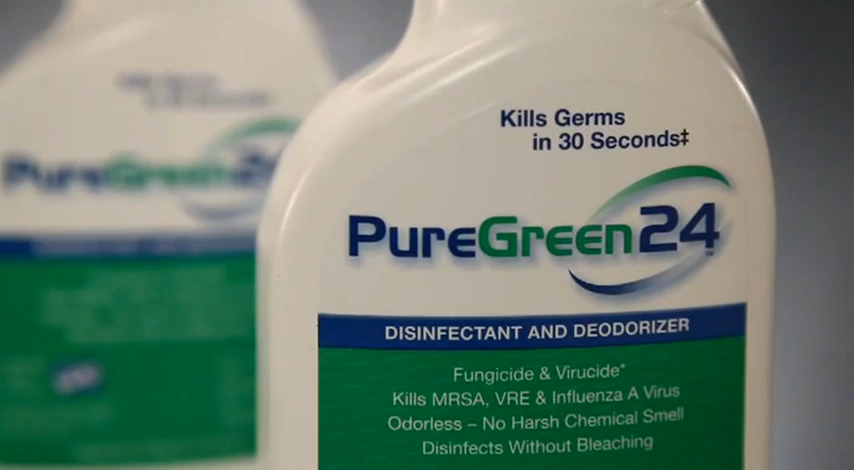 Kills Germs
in 30 Seconds‡
PureGreen24™
DISINFECTANT AND DEODORIZER
Fungicide & Virucide*
Kills MRSA, VRE & Influenza A Virus
Odorless – No Harsh Chemical Smell
Disinfects Without Bleaching
PureGreen24